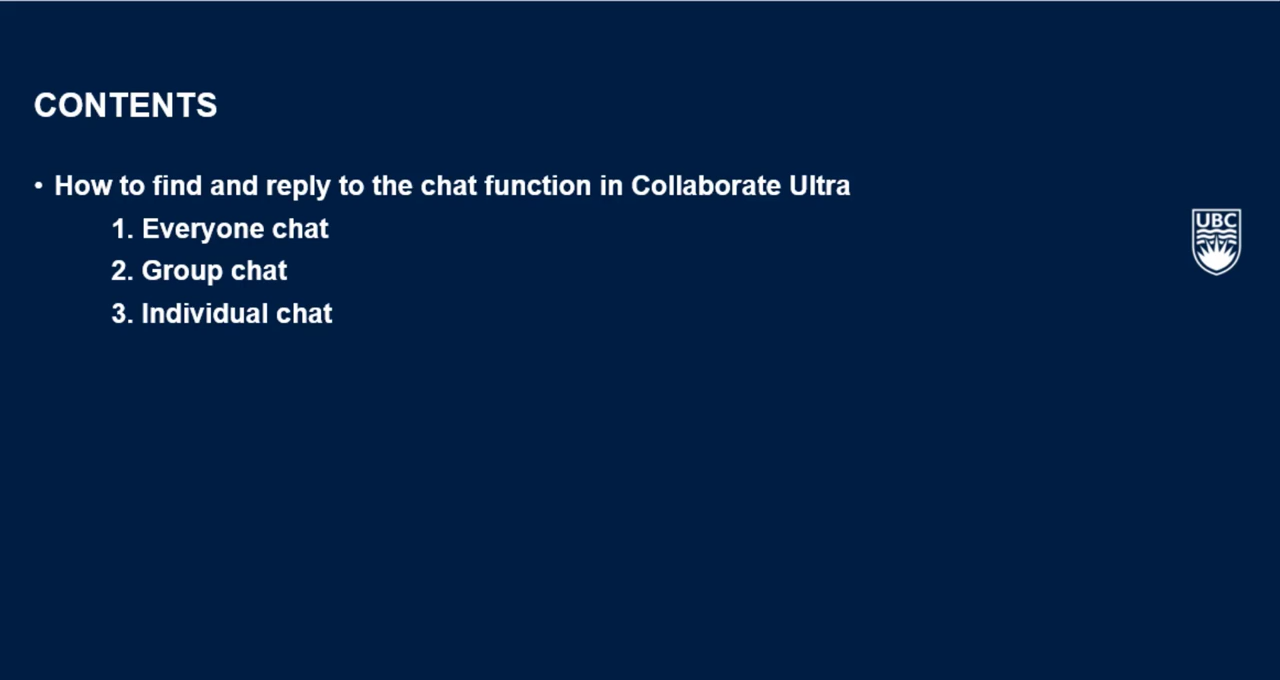 CONTENTS
• How to find and reply to the chat function in Collaborate Ultra
1. Everyone chat
2. Group chat
3. Individual chat
UBC